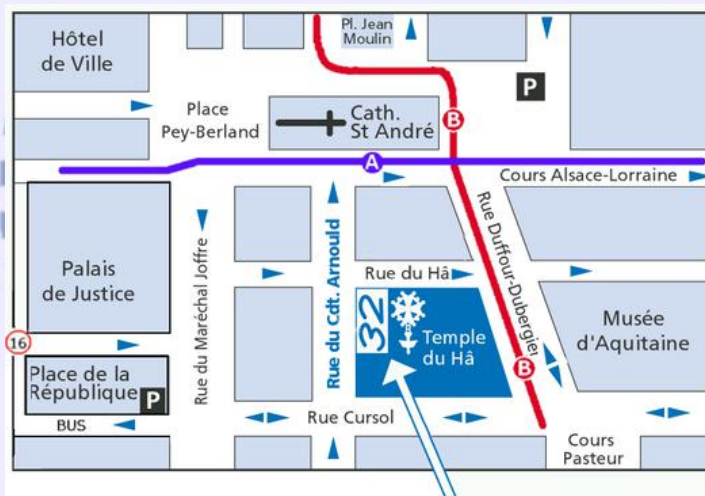 Hôtel
de Ville
Pl. Jean
Moulin
P
Place
Pey-Berland
Cath.
St André
B
A
Cours Alsace-Lorraine
Palais
de Justice
Rue du Maréchal Joffre
Rue du Cdt. Arnould
Rue du Hâ
Rue Duffour-Dubergier
32
Temple
du Hâ
Musée
d'Aquitaine
16
Place de la
République
P
B
BUS
Rue Cursol
Cours
Pasteur